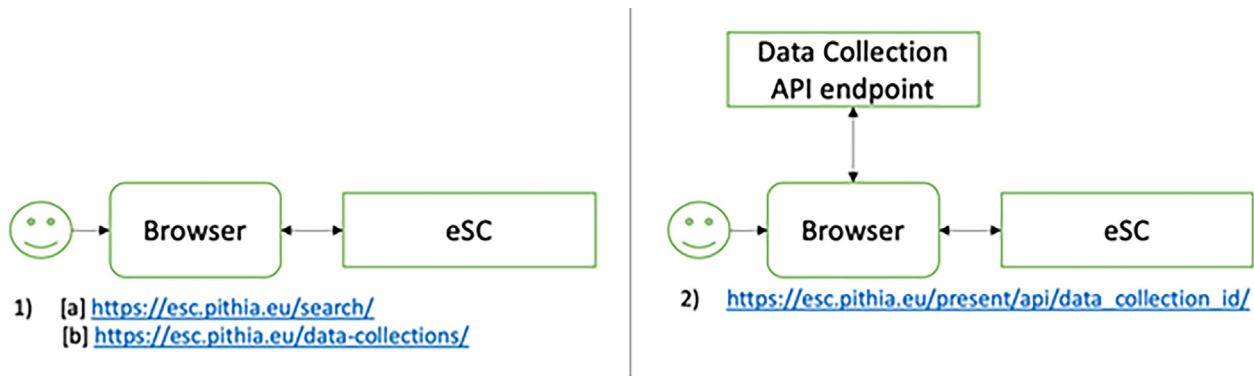 Browser
eSC
1) [a] https://esc.pithia.eu/search/
[b] https://esc.pithia.eu/data-collections/
Data Collection
API endpoint
Browser
eSC
2) https://esc.pithia.eu/present/api/data_collection_id/